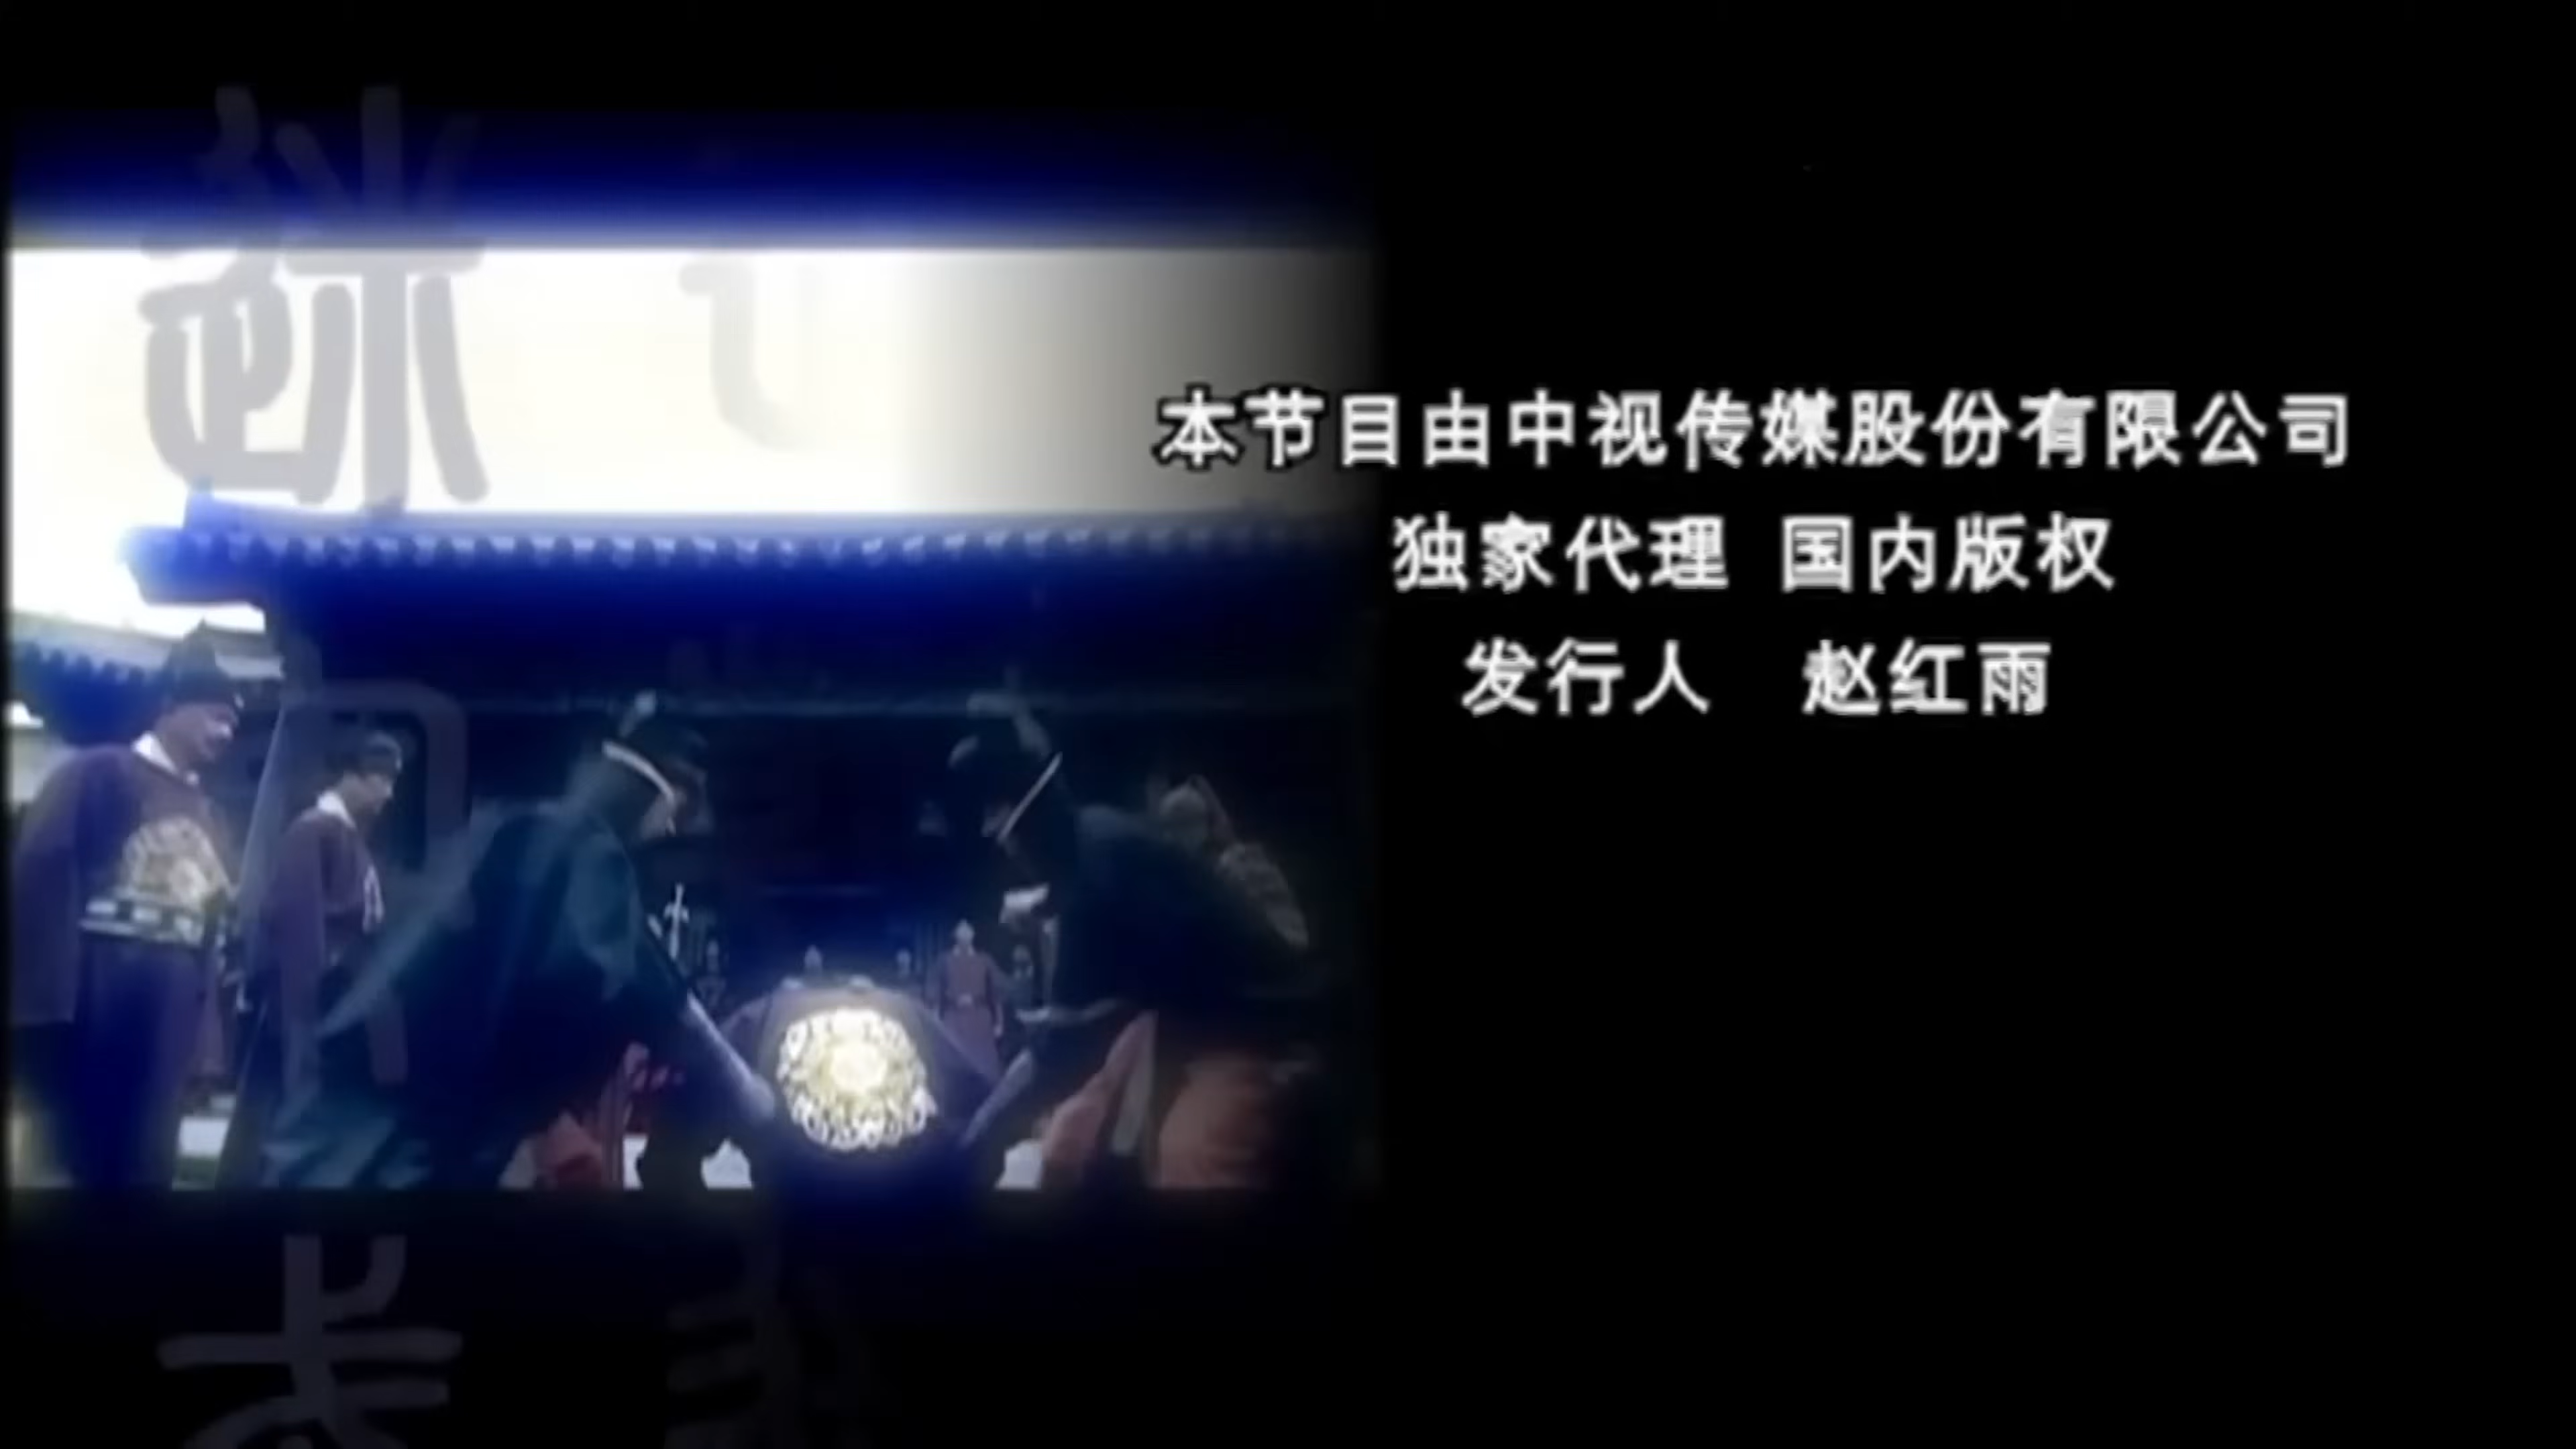 本节目由中视传媒股份有限公司
独家代理 国内版权
发行人 赵红雨